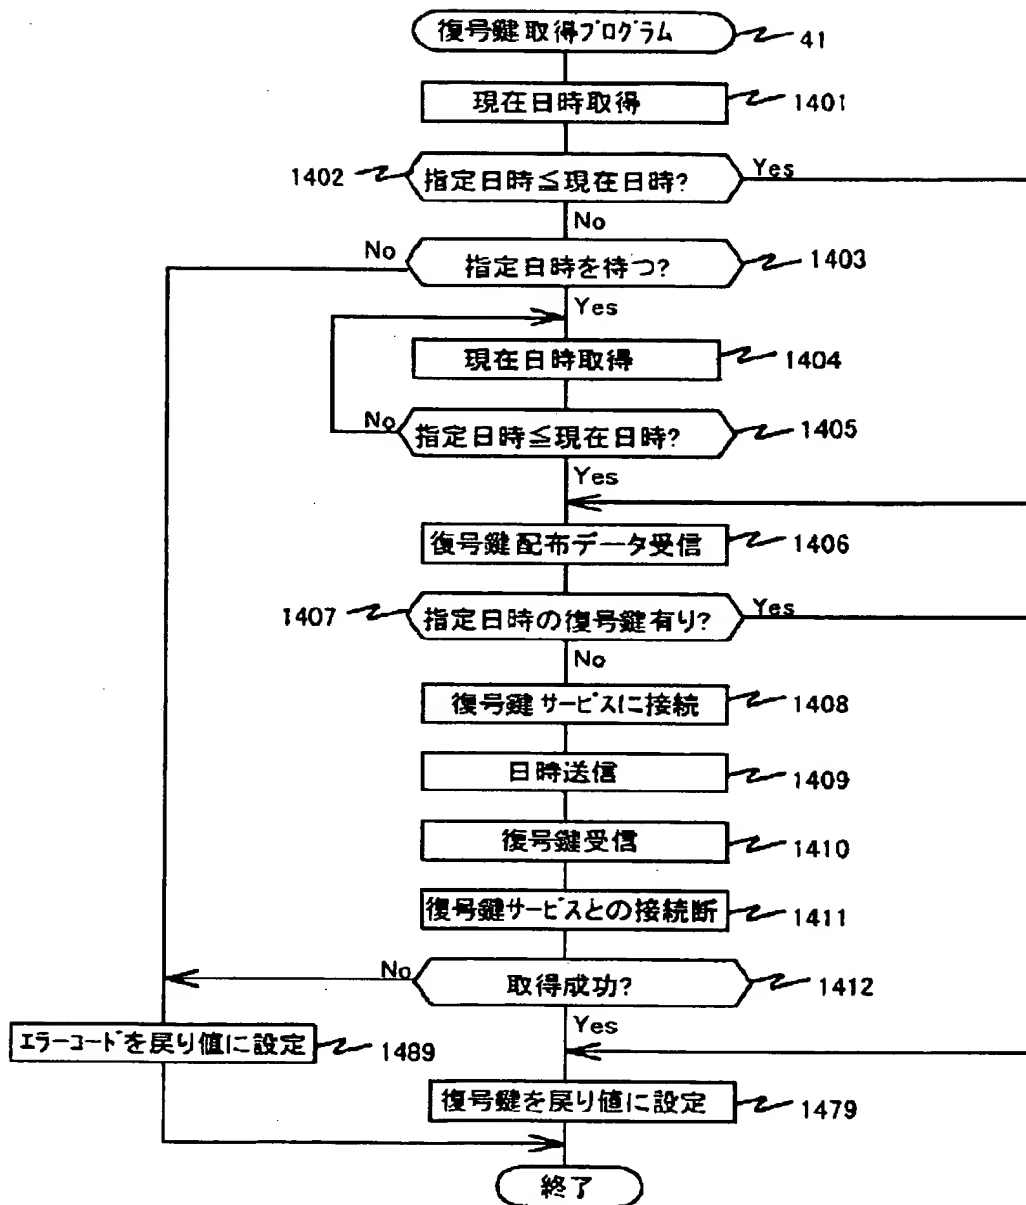 復号鍵取得プログラム
41
現在日時取得
1401
1402
指定日時≦現在日時?
Yes
No
No
指定日時を待つ?
1403
Yes
現在日時取得
1404
No
指定日時≦現在日時?
1405
Yes
復号鍵配布データ受信
1406
1407
指定日時の復号鍵有り?
Yes
No
復号鍵サービスに接続
1408
日時送信
1409
復号鍵受信
1410
復号鍵サービスとの接続断
1411
No
取得成功?
1412
Yes
エラーコードを戻り値に設定
1489
復号鍵を戻り値に設定
1479
終了